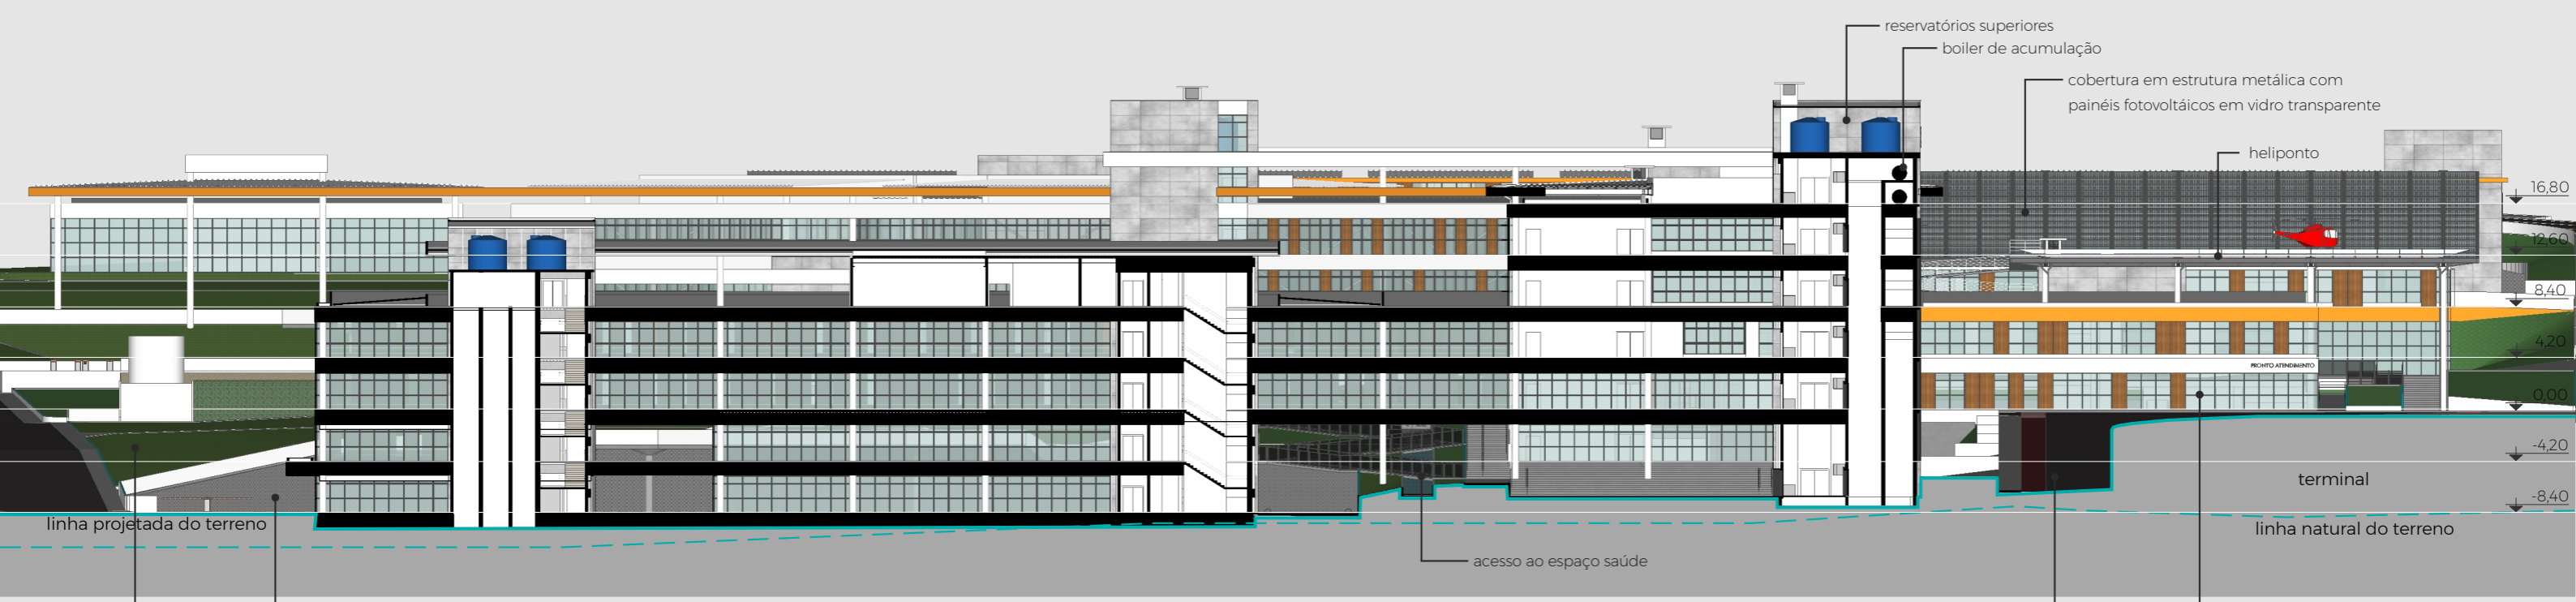 reservatórios superiores
boiler de acumulação
cobertura em estrutura metálica com
painéis fotovoltáicos em vidro transparente
heliponto
16,80
12,60
8,40
4,20
PRONTO ATENDIMENTO
0,00
-4,20
terminal
-8,40
linha projetada do terreno
linha natural do terreno
acesso ao espaço saúde